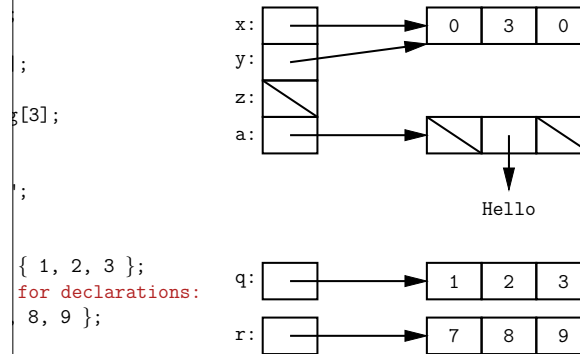 ;
x: 0 3 0
y:
];
z:
g[3];
a:
";
Hello
{ 1, 2, 3 };
q: 1 2 3
for declarations:
, 8, 9 };
r: 7 8 9